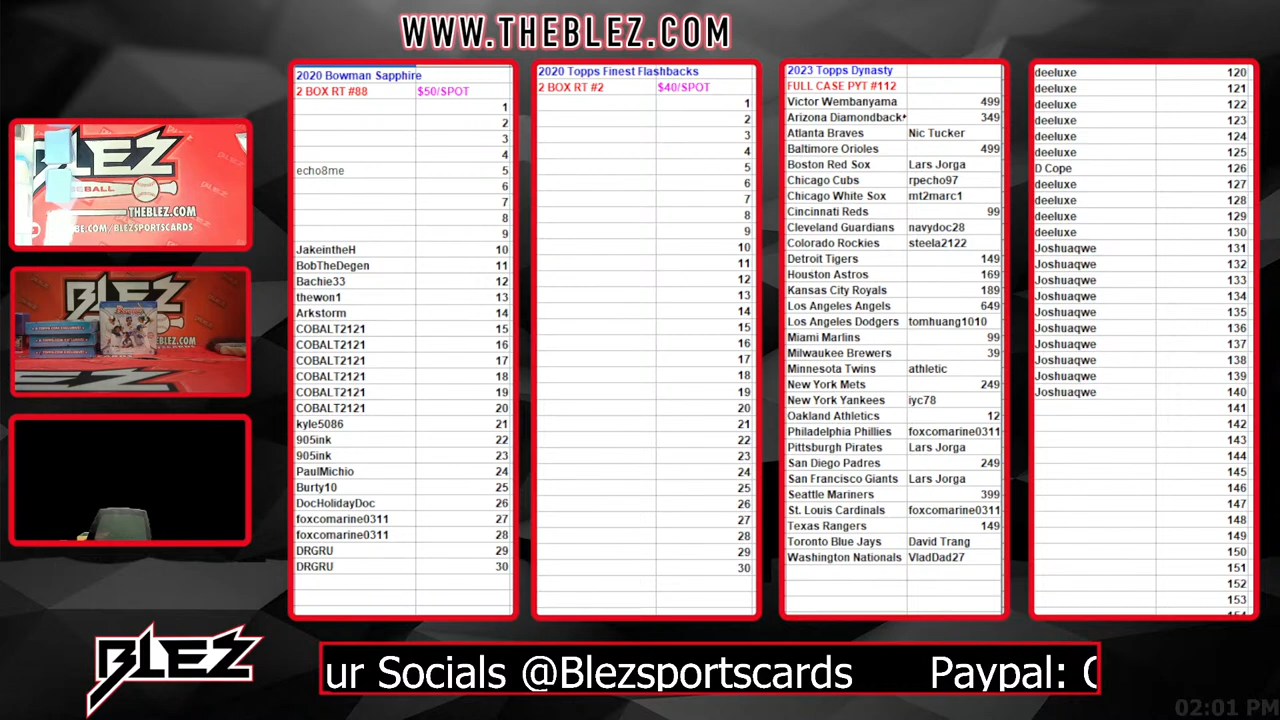 WWW.THEBLEZ.COM
BLEZ
BASEBALL
THEBLEZ.COM
BLEZ
BLEZ
2020 Bowman Sapphire
2 BOX RT #88 $50/SPOT
1
2
3
4
echo8me 5
6
7
8
9
JakeintheH 10
BobTheDegen 11
Bachie33 12
thewon1 13
Arkstorm 14
COBALT2121 15
COBALT2121 16
COBALT2121 17
COBALT2121 18
COBALT2121 19
COBALT2121 20
kyle5086 21
905ink 22
905ink 23
PaulMichio 24
Burty10 25
DocHolidayDoc 26
foxcomarine0311 27
foxcomarine0311 28
DRGRU 29
DRGRU 30
2020 Topps Finest Flashbacks
2 BOX RT #2 $40/SPOT
1
2
3
4
5
6
7
8
9
10
11
12
13
14
15
16
17
18
19
20
21
22
23
24
25
26
27
28
29
30
2023 Topps Dynasty
FULL CASE PYT #112
Victor Wembanyama 499
Arizona Diamondback 349
Atlanta Braves Nic Tucker
Baltimore Orioles 499
Boston Red Sox Lars Jorga
Chicago Cubs rpecho97
Chicago White Sox mt2marc1
Cincinnati Reds 99
Cleveland Guardians navydoc28
Colorado Rockies steela2122
Detroit Tigers 149
Houston Astros 169
Kansas City Royals 189
Los Angeles Angels 649
Los Angeles Dodgers tomhuang1010
Miami Marlins 99
Milwaukee Brewers 39
Minnesota Twins athletic
New York Mets 249
New York Yankees iyc78
Oakland Athletics 12
Philadelphia Phillies foxcomarine0311
Pittsburgh Pirates Lars Jorga
San Diego Padres 249
San Francisco Giants Lars Jorga
Seattle Mariners 399
St. Louis Cardinals foxcomarine0311
Texas Rangers 149
Toronto Blue Jays David Trang
Washington Nationals VladDad27
deeluxe 120
deeluxe 121
deeluxe 122
deeluxe 123
deeluxe 124
deeluxe 125
D Cope 126
deeluxe 127
deeluxe 128
deeluxe 129
deeluxe 130
Joshuaqwe 131
Joshuaqwe 132
Joshuaqwe 133
Joshuaqwe 134
Joshuaqwe 135
Joshuaqwe 136
Joshuaqwe 137
Joshuaqwe 138
Joshuaqwe 139
Joshuaqwe 140
141
142
143
144
145
146
147
148
149
150
151
152
153
154
BLEZ
ur Socials @Blezsportscards Paypal:
02:01 PM